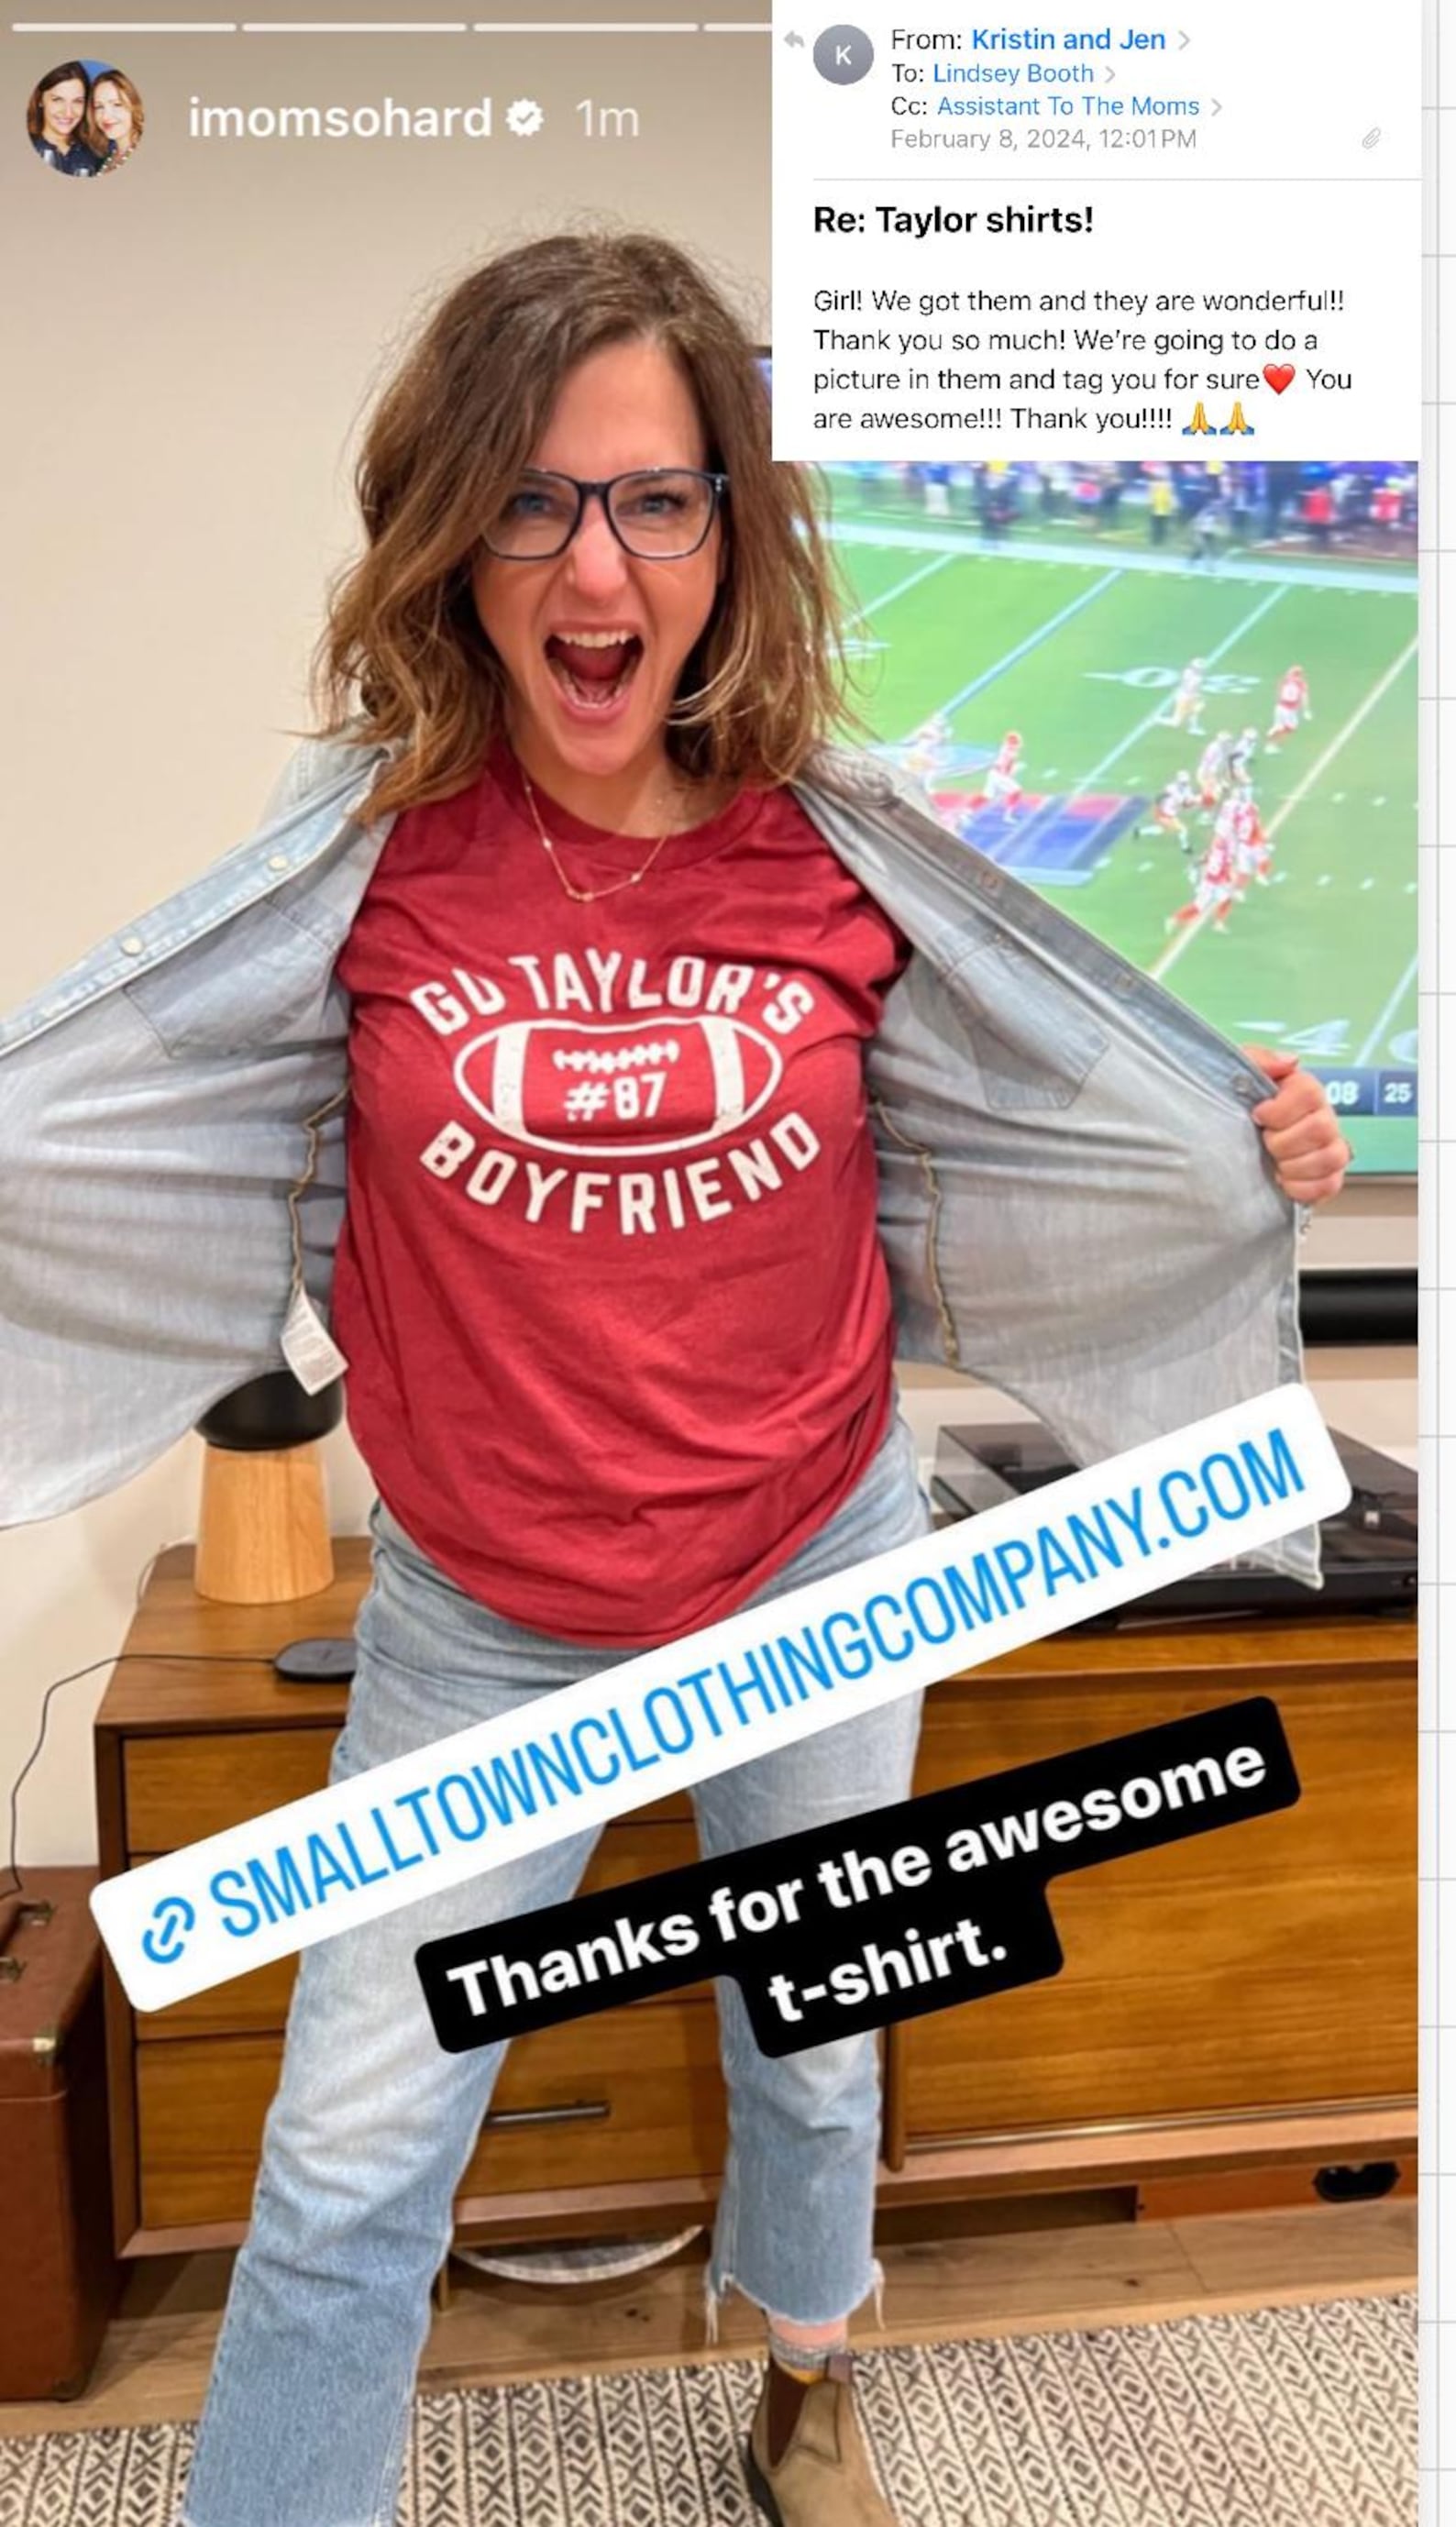 imomsohard 1m
From: Kristin and Jen
K
To: Lindsey Booth
Cc: Assistant To The Moms
February 8, 2024, 12:01PM
Re: Taylor shirts!
Girl! We got them and they are wonderful!!
Thank you so much! We're going to do a
picture in them and tag you for sure❤️ You
are awesome!!! Thank you!!!! 🙏🙏
GO TAYLOR'S
#87
BOYFRIEND
08 25
SMALLTOWNCLOTHINGCOMPANY.COM
Thanks for the awesome
t-shirt.